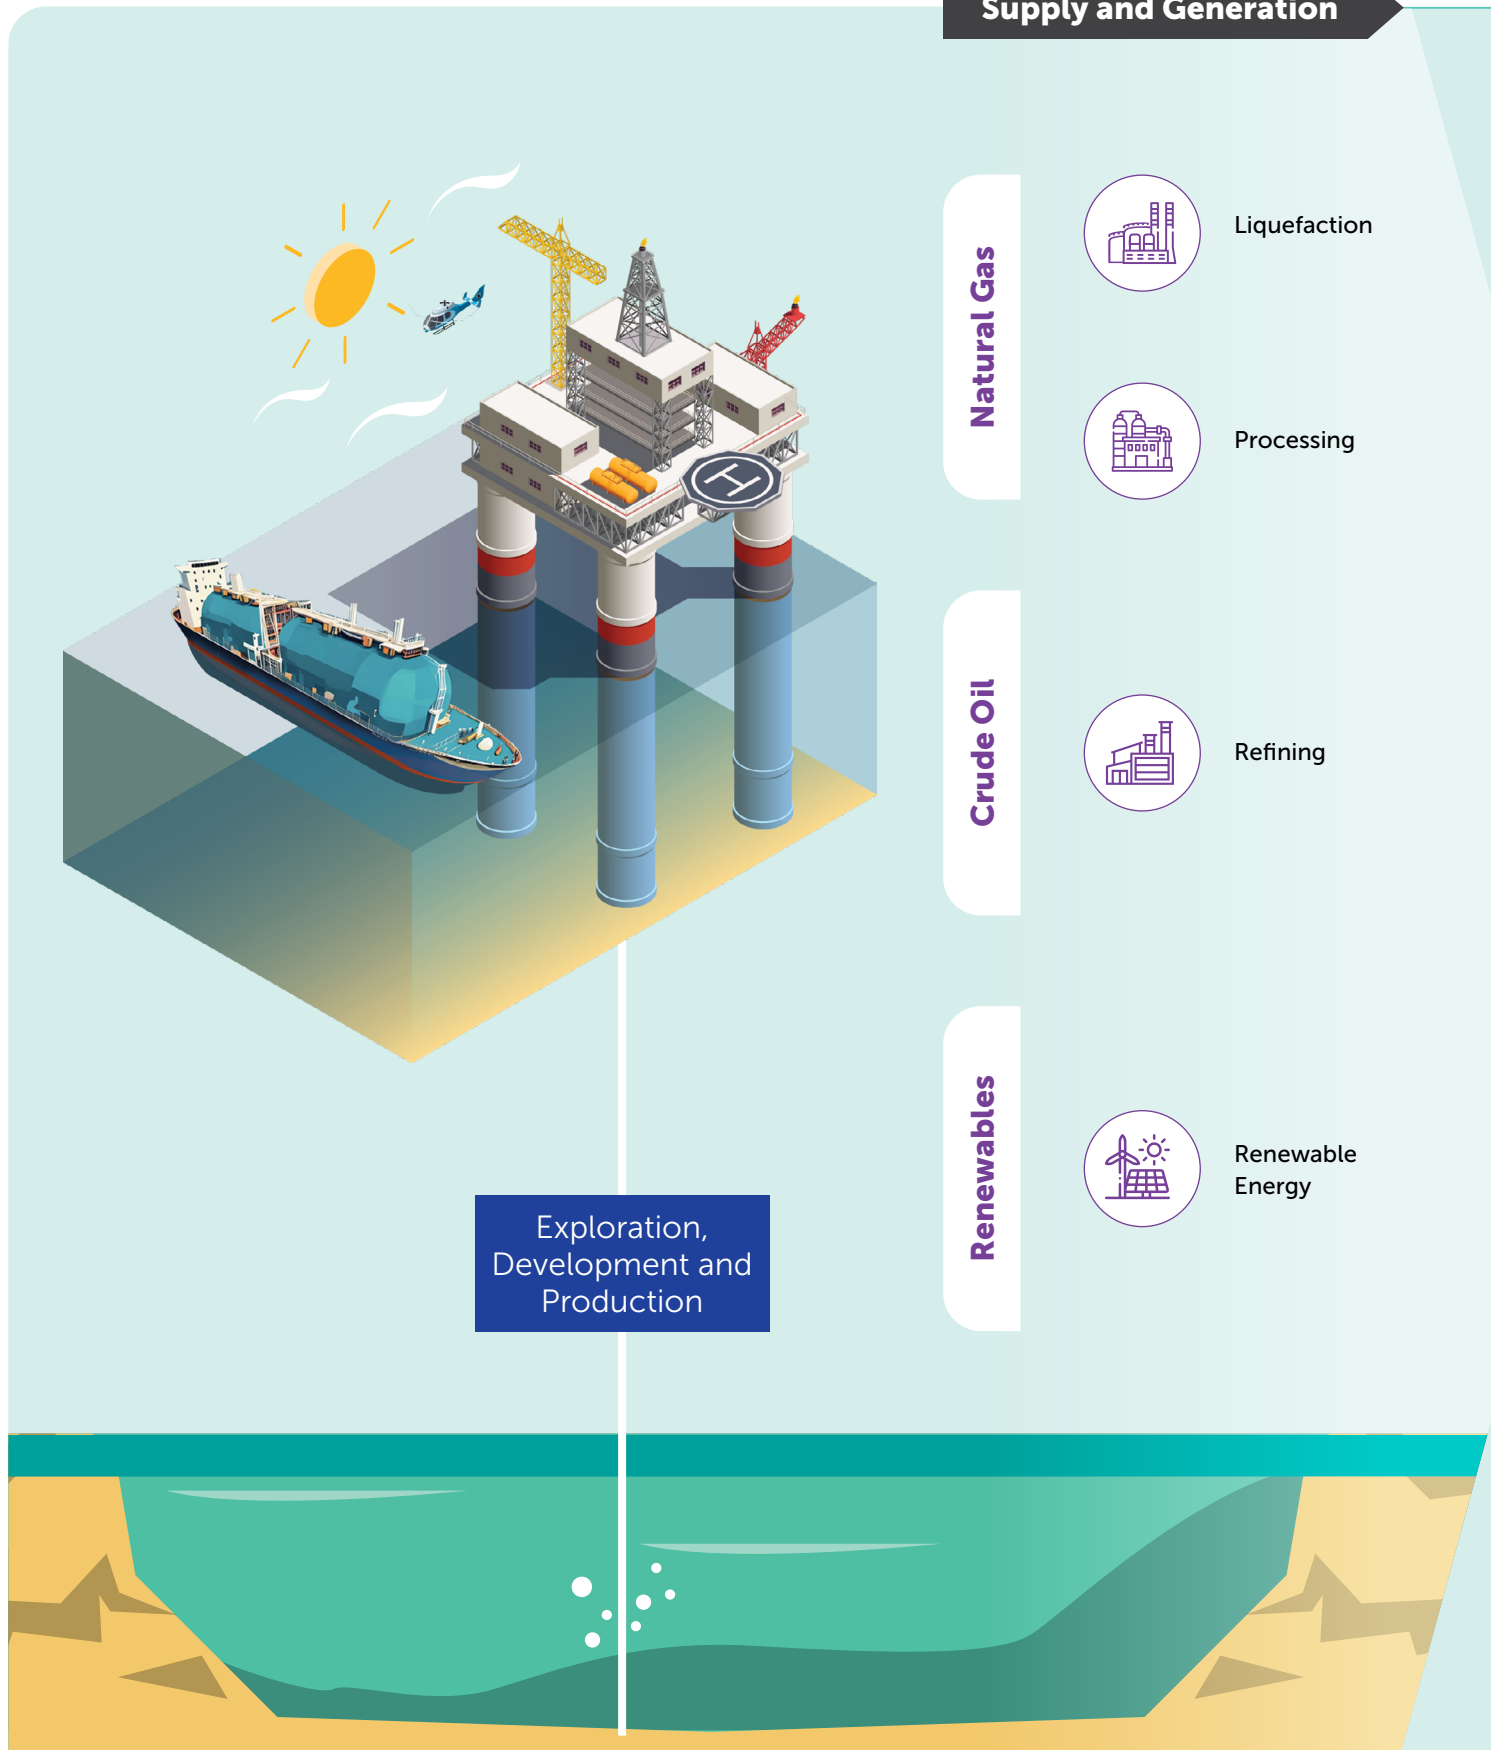 Supply and Generation
Natural Gas
Liquefaction
Processing
Crude Oil
Refining
Renewables
Renewable
Energy
Exploration,
Development and
Production
H